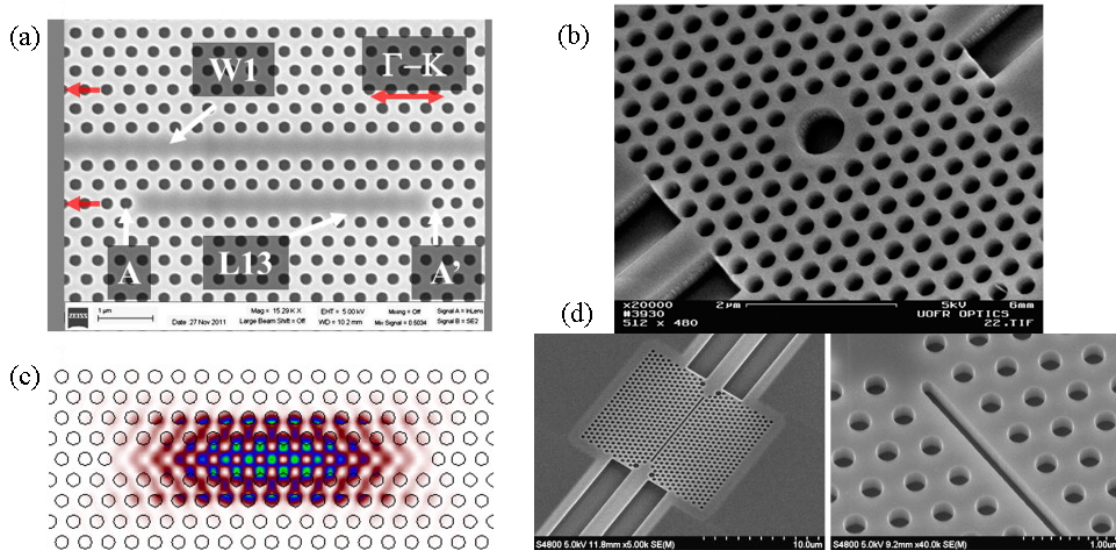 (a)
W1
Γ–K
A
L13
A'
1 µm
ZEISS
Mag = 15.29 K X
EHT = 5.00 kV
Mixing = Off
Signal A = InLens
Date :27 Nov 2011
Large Beam Shift = Off
WD = 10.2 mm
Mix Signal = 0.5034
Signal B = SE2
(b)
x20000
2µm
5kV
6mm
#3930
UOFR OPTICS
512 x 480
22.TIF
(c)
(d)
S4800 5.0kV 11.8mm x5.00k SE(M)
10.0um
S4800 5.0kV 9.2mm x40.0k SE(M)
1.00um